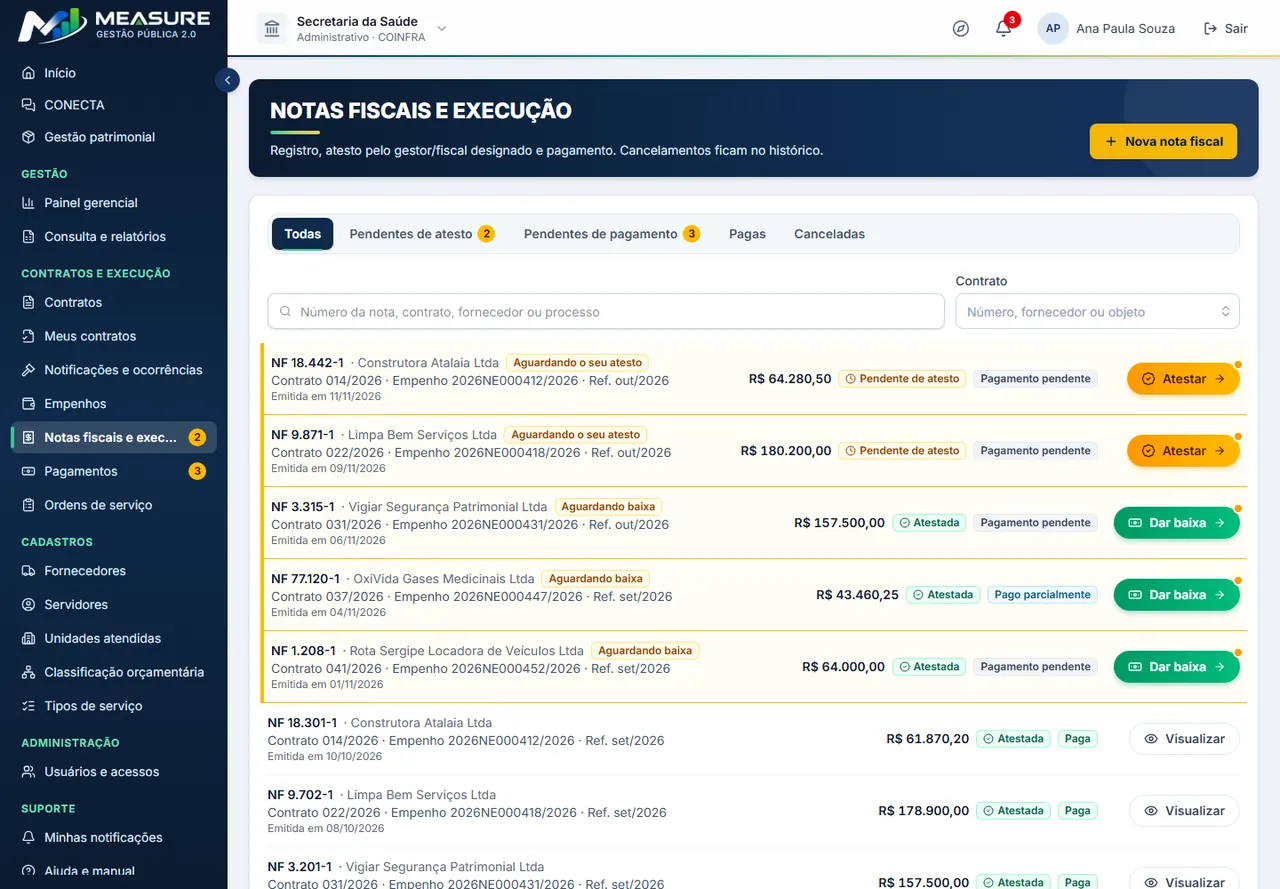 MEASURE
GESTÃO PÚBLICA 2.0
Início
CONECTA
Gestão patrimonial
GESTÃO
Painel gerencial
Consulta e relatórios
CONTRATOS E EXECUÇÃO
Contratos
Meus contratos
Notificações e ocorrências
Empenhos
Notas fiscais e exec... 2
Pagamentos 3
Ordens de serviço
CADASTROS
Fornecedores
Servidores
Unidades atendidas
Classificação orçamentária
Tipos de serviço
ADMINISTRAÇÃO
Usuários e acessos
SUPORTE
Minhas notificações
Ajuda e manual
Secretaria da Saúde
Administrativo · COINFRA
3
AP Ana Paula Souza Sair
NOTAS FISCAIS E EXECUÇÃO
Registro, atesto pelo gestor/fiscal designado e pagamento. Cancelamentos ficam no histórico.
+ Nova nota fiscal
Todas Pendentes de atesto 2 Pendentes de pagamento 3 Pagas Canceladas
Contrato
Número da nota, contrato, fornecedor ou processo Número, fornecedor ou objeto
NF 18.442-1 · Construtora Atalaia Ltda Aguardando o seu atesto
Contrato 014/2026 · Empenho 2026NE000412/2026 · Ref. out/2026
Emitida em 11/11/2026
R$ 64.280,50 Pendente de atesto Pagamento pendente Atestar →
NF 9.871-1 · Limpa Bem Serviços Ltda Aguardando o seu atesto
Contrato 022/2026 · Empenho 2026NE000418/2026 · Ref. out/2026
Emitida em 09/11/2026
R$ 180.200,00 Pendente de atesto Pagamento pendente Atestar →
NF 3.315-1 · Vigiar Segurança Patrimonial Ltda Aguardando baixa
Contrato 031/2026 · Empenho 2026NE000431/2026 · Ref. out/2026
Emitida em 06/11/2026
R$ 157.500,00 Atestada Pagamento pendente Dar baixa →
NF 77.120-1 · OxiVida Gases Medicinais Ltda Aguardando baixa
Contrato 037/2026 · Empenho 2026NE000447/2026 · Ref. set/2026
Emitida em 04/11/2026
R$ 43.460,25 Atestada Pago parcialmente Dar baixa →
NF 1.208-1 · Rota Sergipe Locadora de Veículos Ltda Aguardando baixa
Contrato 041/2026 · Empenho 2026NE000452/2026 · Ref. set/2026
Emitida em 01/11/2026
R$ 64.000,00 Atestada Pagamento pendente Dar baixa →
NF 18.301-1 · Construtora Atalaia Ltda
Contrato 014/2026 · Empenho 2026NE000412/2026 · Ref. set/2026
Emitida em 10/10/2026
R$ 61.870,20 Atestada Paga Visualizar
NF 9.702-1 · Limpa Bem Serviços Ltda
Contrato 022/2026 · Empenho 2026NE000418/2026 · Ref. set/2026
Emitida em 08/10/2026
R$ 178.900,00 Atestada Paga Visualizar
NF 3.201-1 · Vigiar Segurança Patrimonial Ltda
Contrato 031/2026 · Empenho 2026NE000431/2026 · Ref. set/2026
R$ 157.500,00 Atestada Paga Visualizar